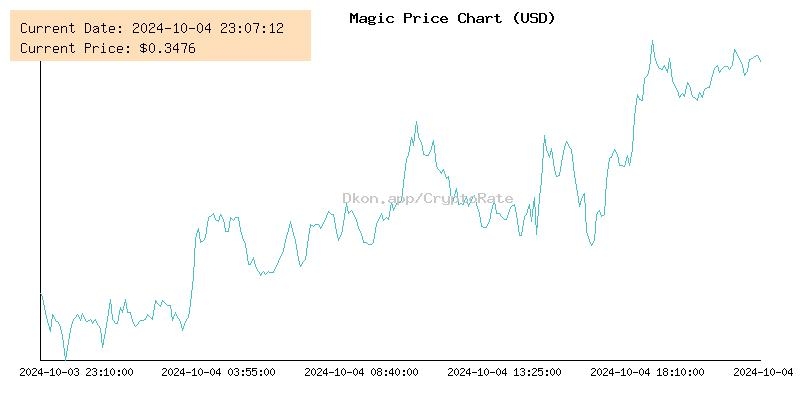 Magic Price Chart (USD)
Current Date: 2024-10-04 23:07:12
Current Price: $0.3476
Dkon.app/CryptoRate
2024-10-03 23:10:00 2024-10-04 03:55:00 2024-10-04 08:40:00 2024-10-04 13:25:00 2024-10-04 18:10:00 2024-10-04